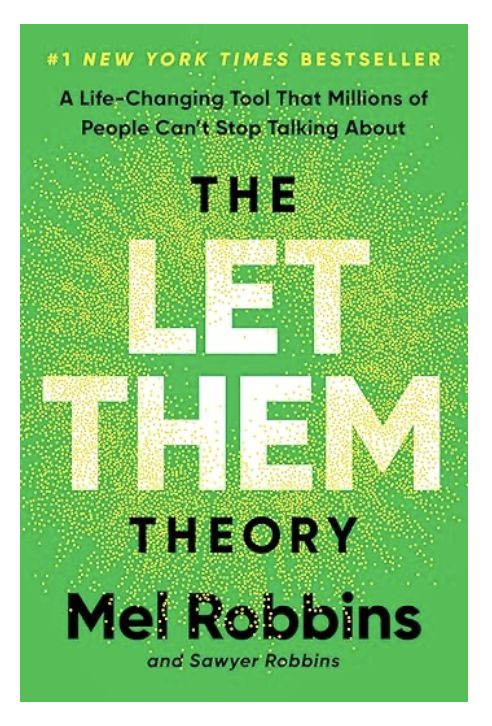 #1 NEW YORK TIMES BESTSELLER
A Life-Changing Tool That Millions of
People Can't Stop Talking About
THE
LET
THEM
THEORY
Mel Robbins
and Sawyer Robbins